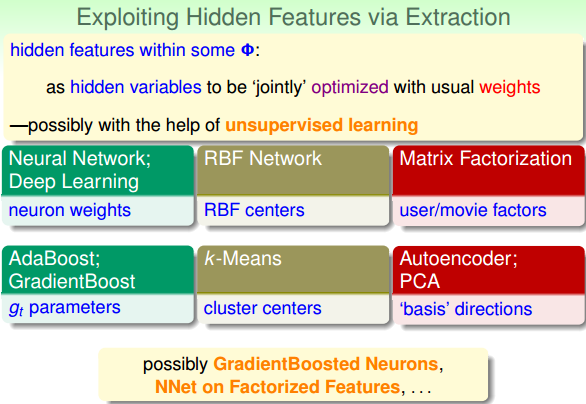 Exploiting Hidden Features via Extraction
hidden features within some Φ:
as hidden variables to be ‘jointly’ optimized with usual weights
—possibly with the help of unsupervised learning
Neural Network;
Deep Learning
neuron weights
RBF Network
RBF centers
Matrix Factorization
user/movie factors
AdaBoost;
GradientBoost
gt parameters
k-Means
cluster centers
Autoencoder;
PCA
‘basis’ directions
possibly GradientBoosted Neurons,
NNet on Factorized Features, . . .